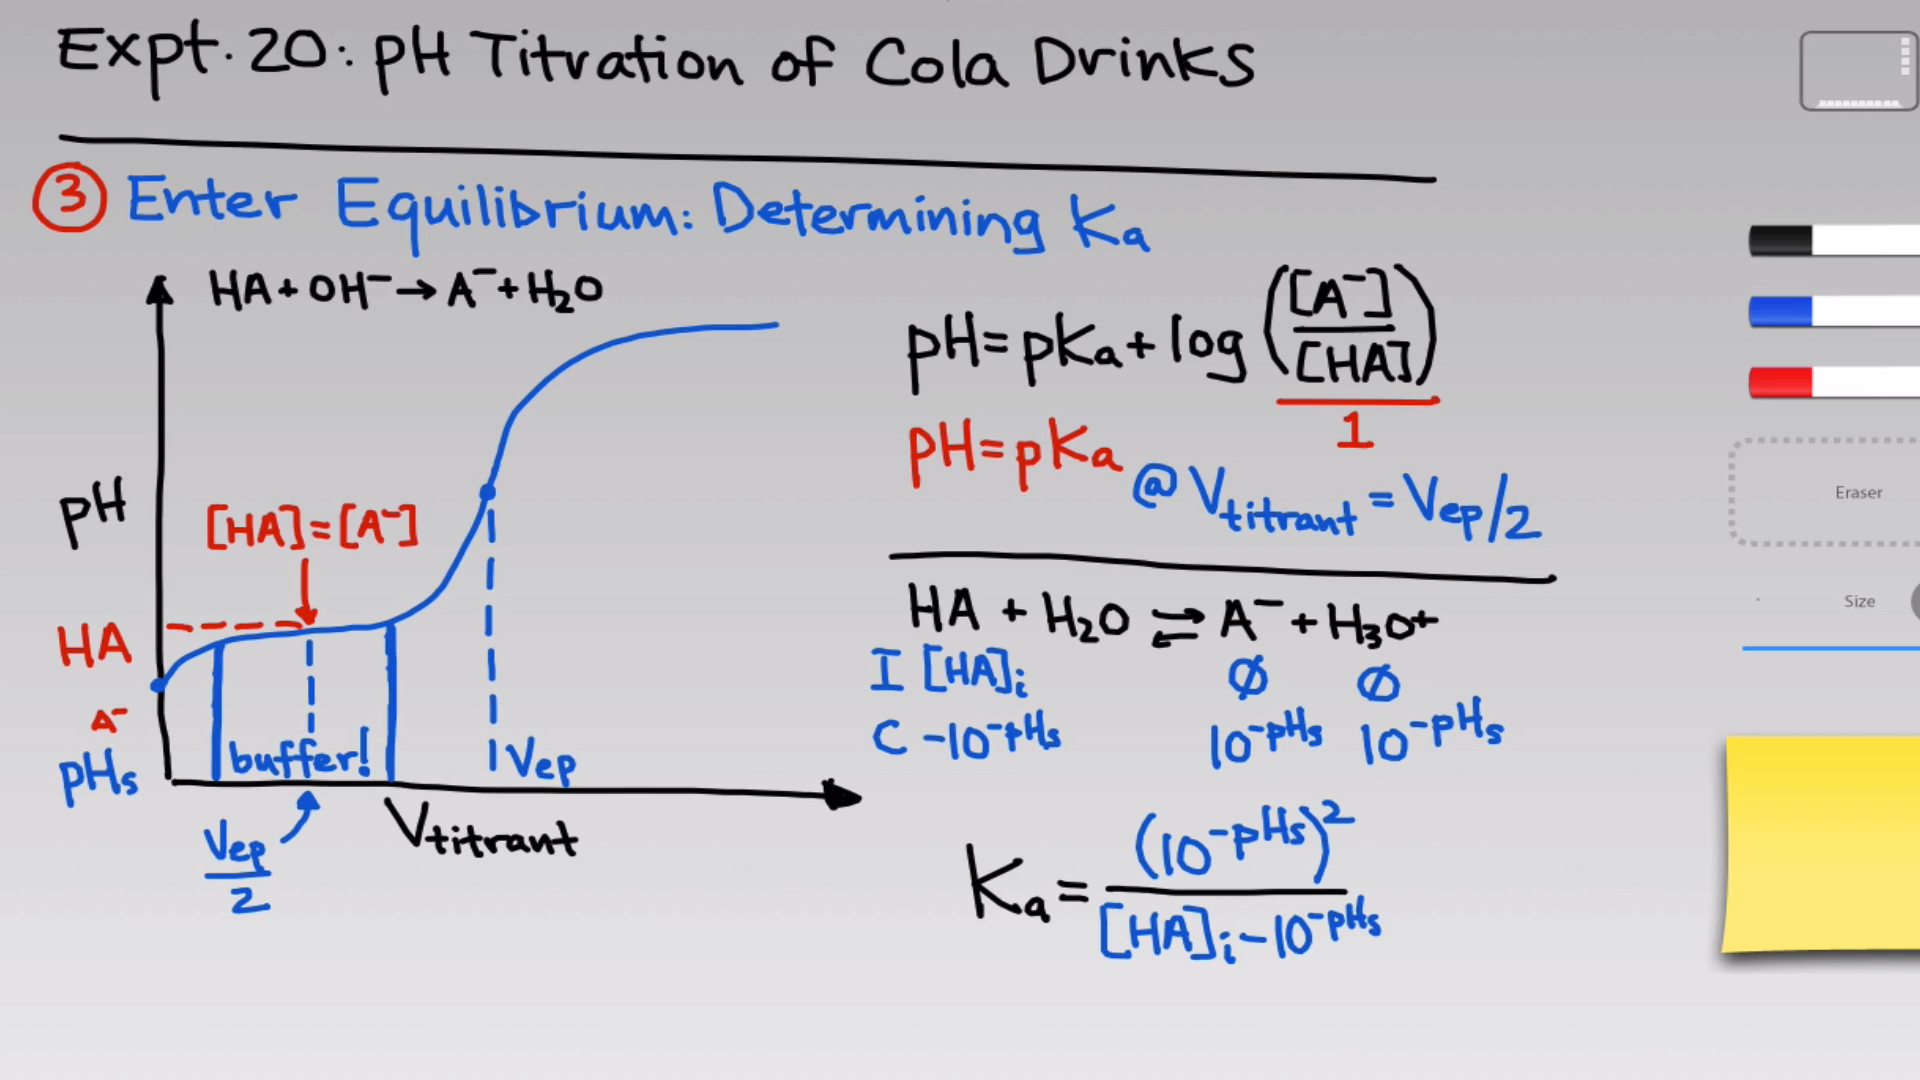 Expt. 20: pH Titration of Cola Drinks
3 Enter Equilibrium: Determining Ka
HA + OH⁻ → A⁻ + H₂O
pH
[HA] = [A⁻]
HA
A⁻
pHs
buffer!
Vep
Vep/2
Vtitrant
pH = pKa + log ([A⁻]/[HA])
1
pH = pKa @ Vtitrant = Vep/2
HA + H₂O ⇌ A⁻ + H₃O⁺
I [HA]i ∅ ∅
C -10^-pHs 10^-pHs 10^-pHs
Ka = (10^-pHs)² / [HA]i - 10^-pHs
Eraser
Size